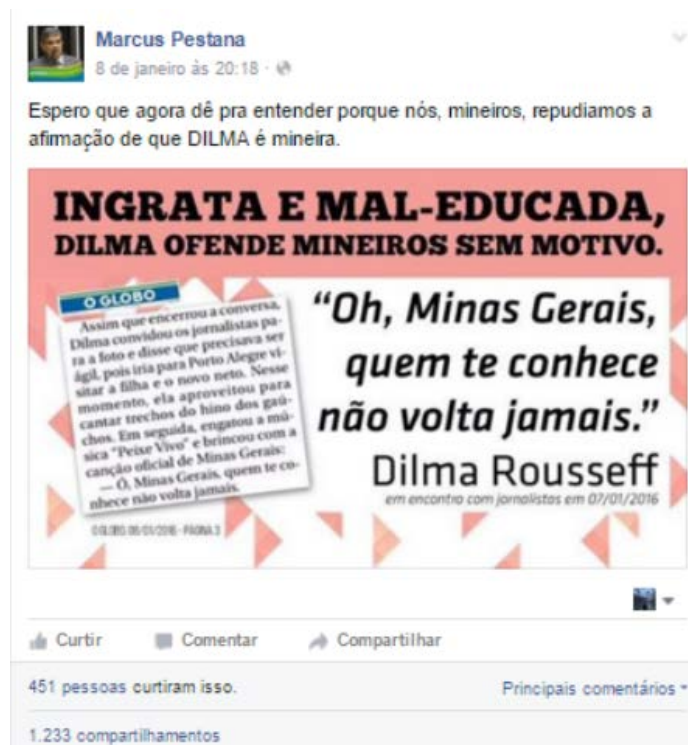 Marcus Pestana
8 de janeiro às 20:18 ·
Espero que agora dê pra entender porque nós, mineiros, repudiamos a
afirmação de que DILMA é mineira.
INGRATA E MAL-EDUCADA,
DILMA OFENDE MINEIROS SEM MOTIVO.
O GLOBO
Assim que encerrou a conversa,
Dilma convidou os jornalistas pa-
ra a foto e disse que precisava ser
ágil, pois iria para Porto Alegre vi-
sitar a filha e o novo neto. Nesse
momento, ela aproveitou para
cantar trechos do hino dos gaú-
chos. Em seguida, engatou a mú-
sica "Peixe Vivo" e brincou com a
canção oficial de Minas Gerais:
— Ó, Minas Gerais, quem te co-
nhece não volta jamais.
O GLOBO 08/01/2016 - PÁGINA 3
“Oh, Minas Gerais,
quem te conhece
não volta jamais.”
Dilma Rousseff
em encontro com jornalistas em 07/01/2016
Curtir Comentar Compartilhar
451 pessoas curtiram isso. Principais comentários
1.233 compartilhamentos